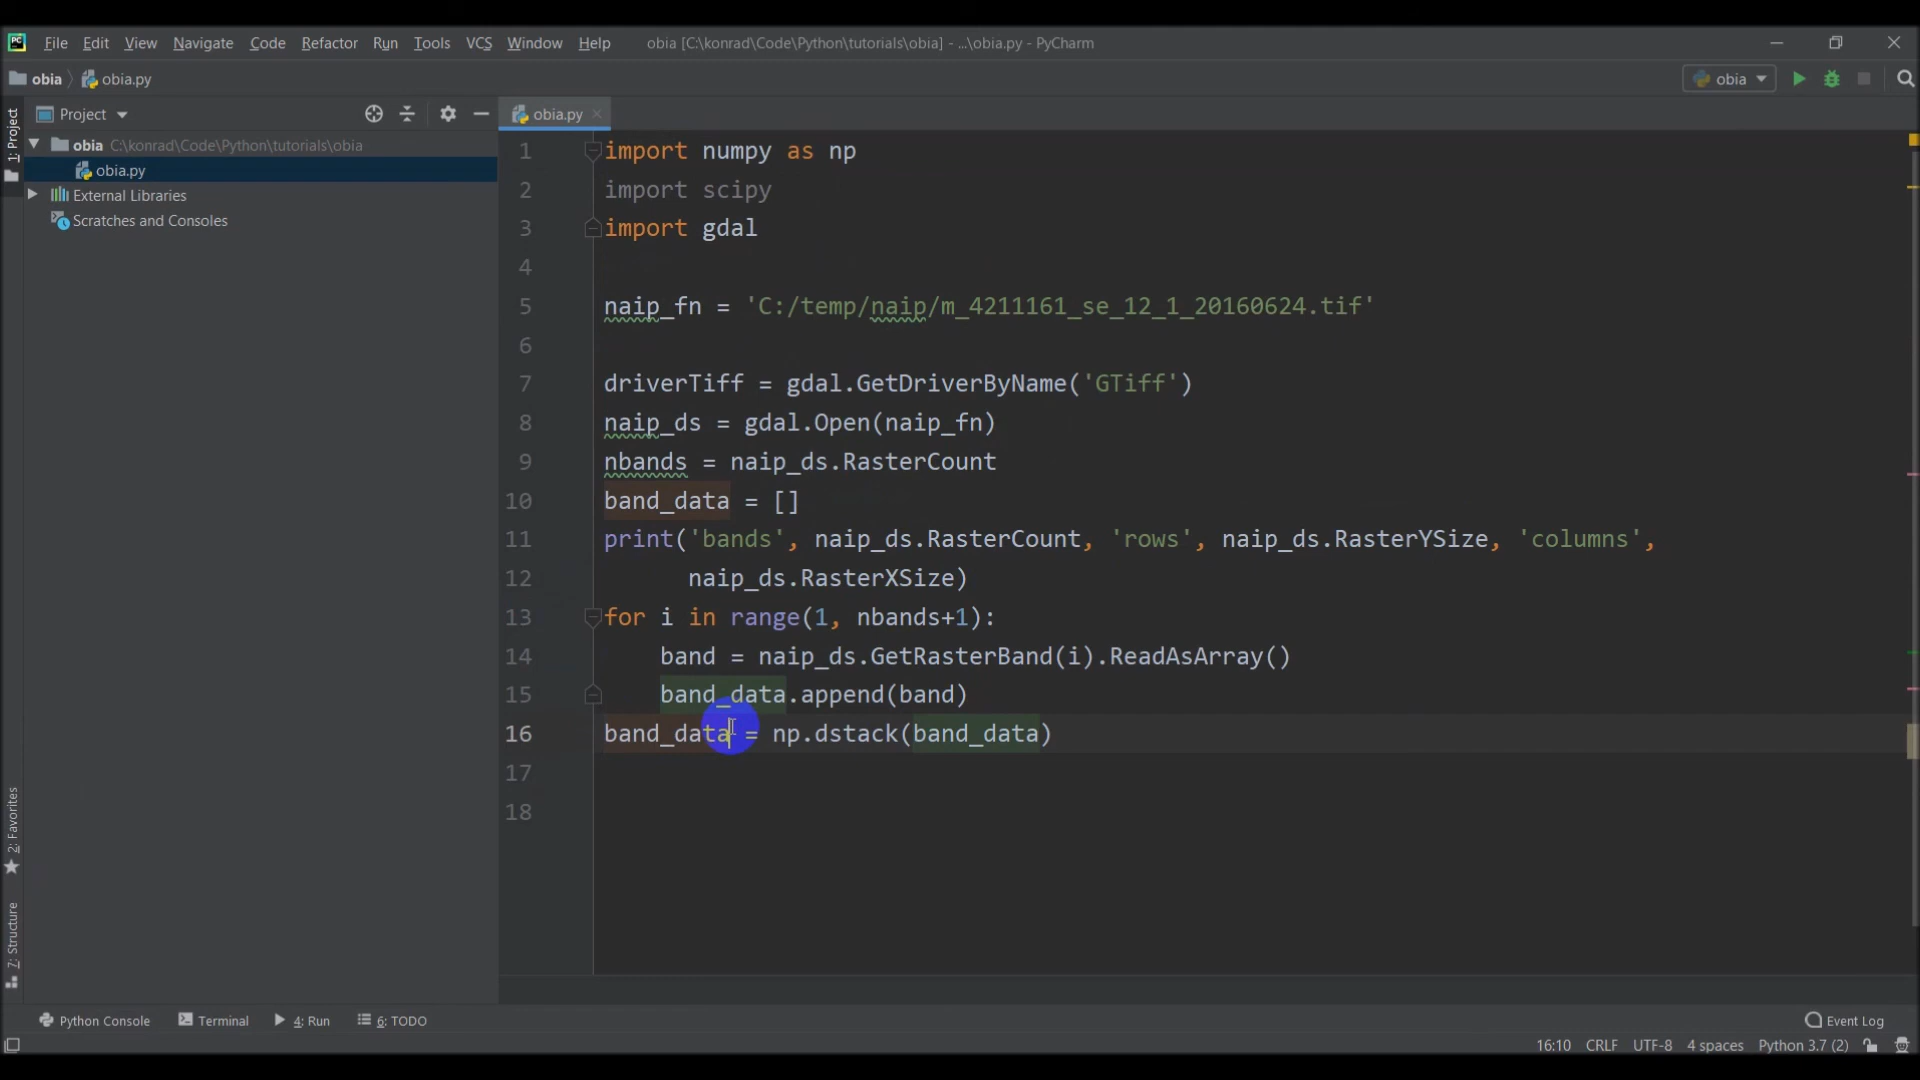 PC File Edit View Navigate Code Refactor Run Tools VCS Window Help obia [C:\konrad\Code\Python\tutorials\obia] - ...\obia.py - PyCharm
obia obia.py obia
Project obia.py
1: Project
obia C:\konrad\Code\Python\tutorials\obia
obia.py
External Libraries
Scratches and Consoles
1 import numpy as np
2 import scipy
3 import gdal
4
5 naip_fn = 'C:/temp/naip/m_4211161_se_12_1_20160624.tif'
6
7 driverTiff = gdal.GetDriverByName('GTiff')
8 naip_ds = gdal.Open(naip_fn)
9 nbands = naip_ds.RasterCount
10 band_data = []
11 print('bands', naip_ds.RasterCount, 'rows', naip_ds.RasterYSize, 'columns',
12 naip_ds.RasterXSize)
13 for i in range(1, nbands+1):
14 band = naip_ds.GetRasterBand(i).ReadAsArray()
15 band_data.append(band)
16 band_data = np.dstack(band_data)
17
18
2: Favorites
7: Structure
Python Console Terminal 4: Run 6: TODO Event Log
16:10 CRLF UTF-8 4 spaces Python 3.7 (2)